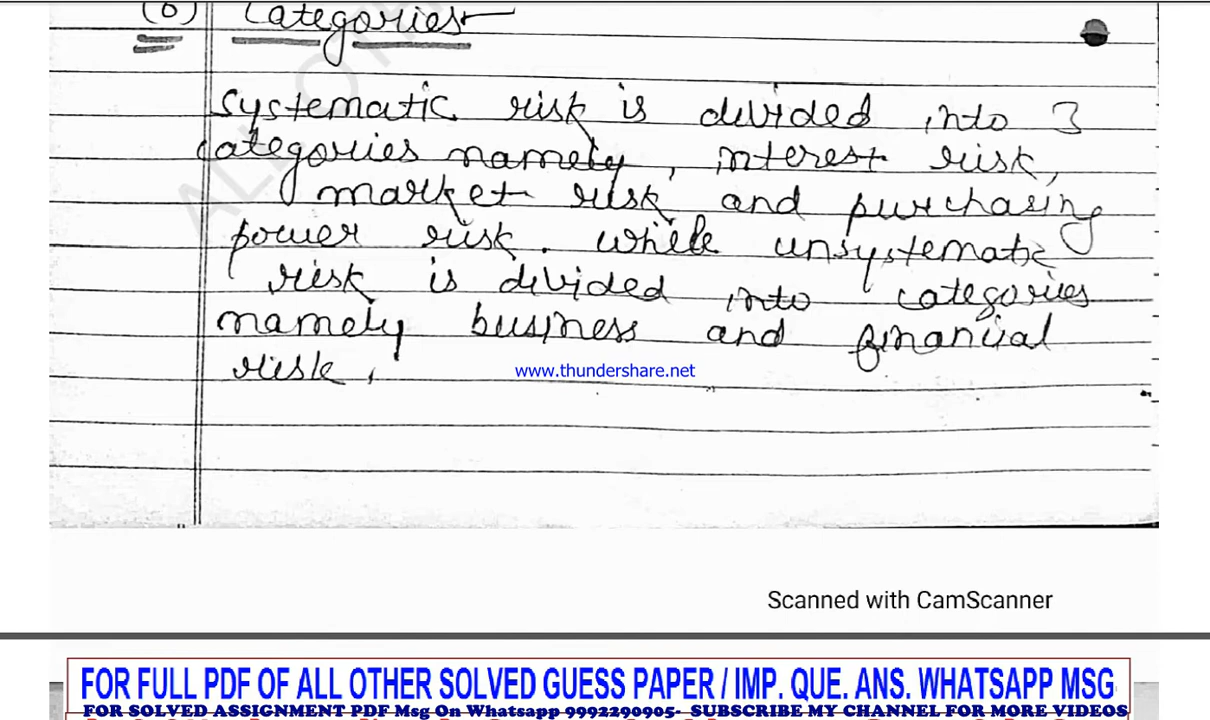 (6) Categories
Systematic risk is divided into 3
categories namely, interest risk,
market risk and purchasing
power risk. while unsystematic
risk is divided into categories
namely business and financial
risk,
www.thundershare.net
Scanned with CamScanner
FOR FULL PDF OF ALL OTHER SOLVED GUESS PAPER / IMP. QUE. ANS. WHATSAPP MSG
FOR SOLVED ASSIGNMENT PDF Msg On Whatsapp 9992290905- SUBSCRIBE MY CHANNEL FOR MORE VIDEOS